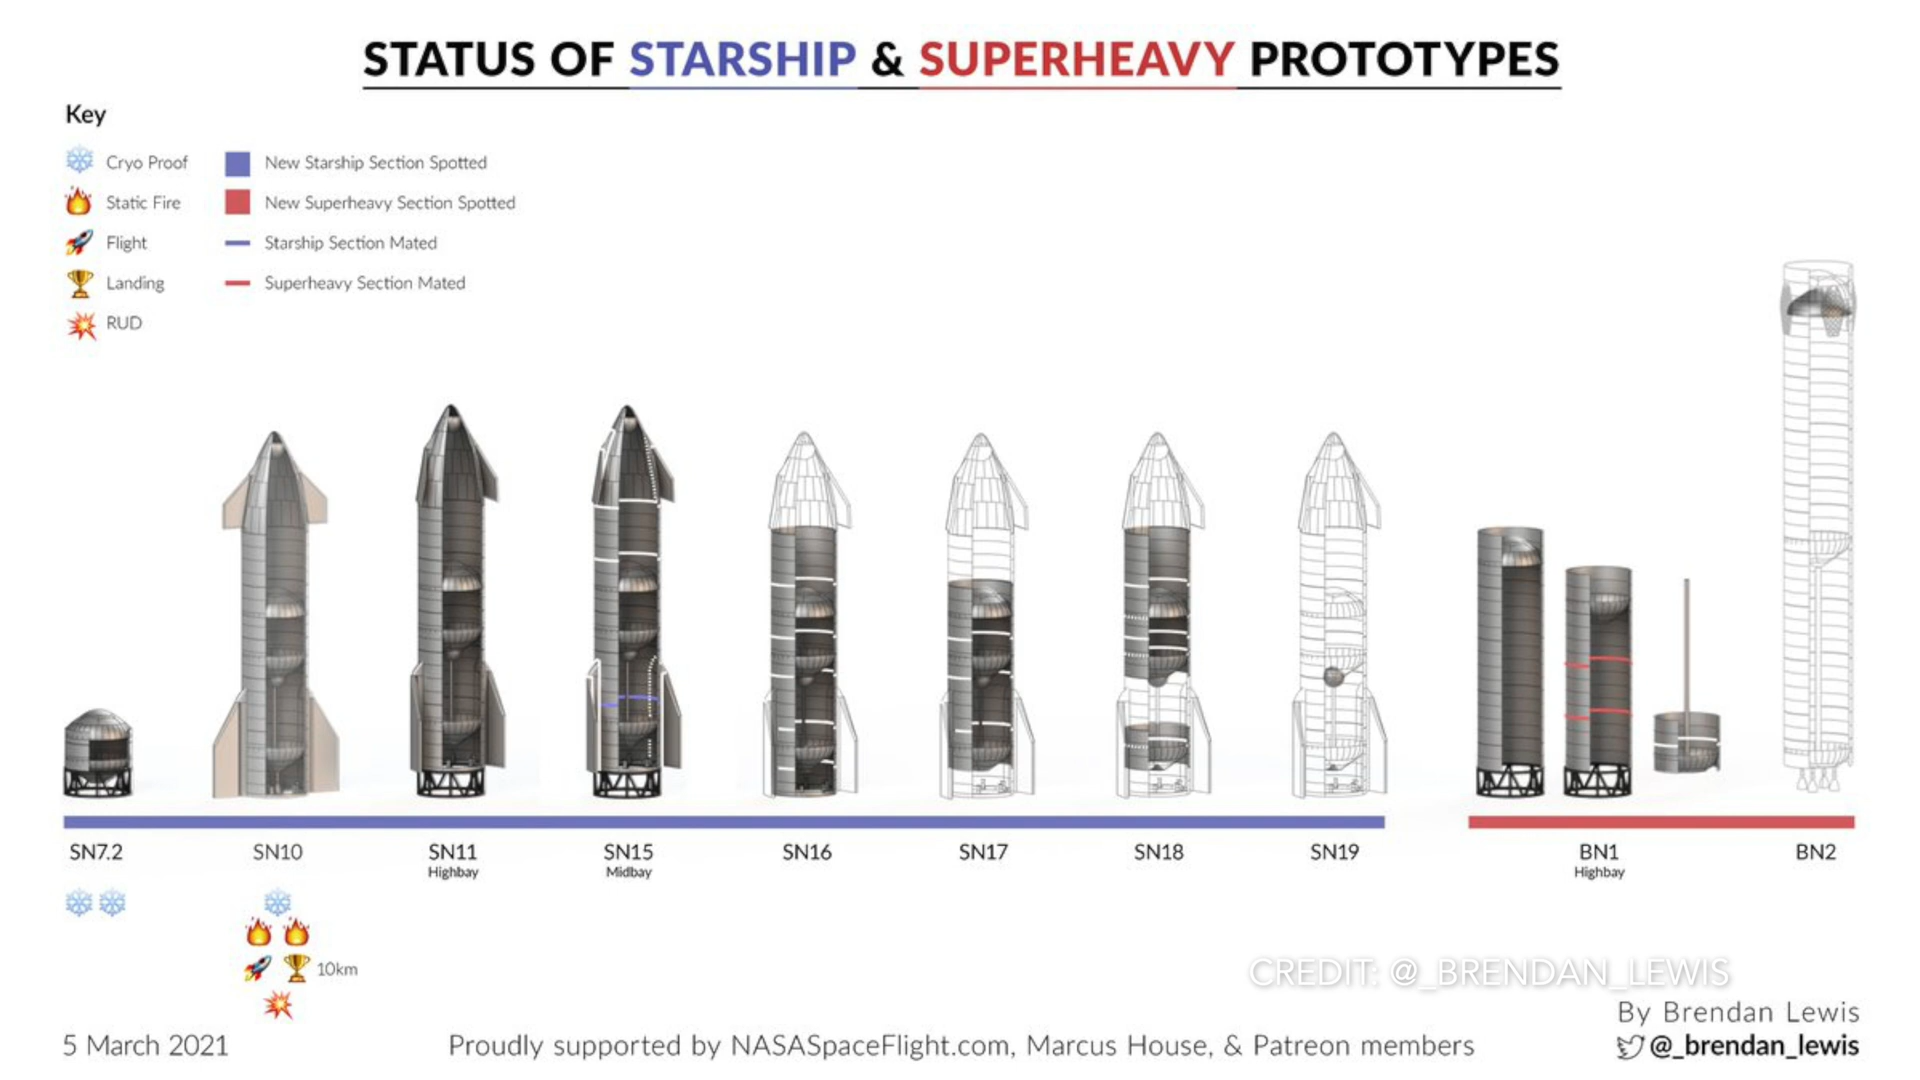 STATUS OF STARSHIP & SUPERHEAVY PROTOTYPES
Key
Cryo Proof
Static Fire
Flight
Landing
RUD
New Starship Section Spotted
New Superheavy Section Spotted
Starship Section Mated
Superheavy Section Mated
SN7.2
SN10
SN11
Highbay
SN15
Midbay
SN16
SN17
SN18
SN19
BN1
Highbay
BN2
10km
CREDIT: @_BRENDAN_LEWIS
By Brendan Lewis
@_brendan_lewis
5 March 2021
Proudly supported by NASASpaceFlight.com, Marcus House, & Patreon members